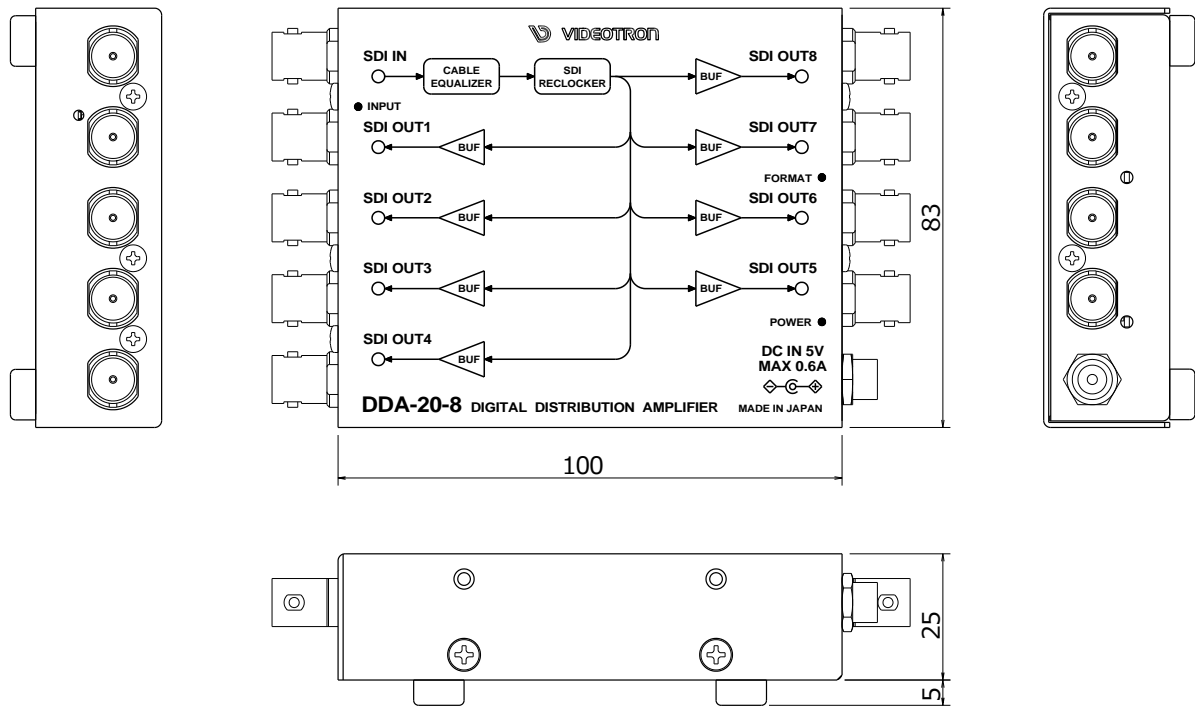 VIDEOTRON
SDI IN
CABLE
EQUALIZER
SDI
RECLOCKER
BUF
SDI OUT8
INPUT
SDI OUT1
BUF
BUF
SDI OUT7
FORMAT
SDI OUT2
BUF
BUF
SDI OUT6
SDI OUT3
BUF
BUF
SDI OUT5
POWER
SDI OUT4
BUF
DC IN 5V
MAX 0.6A
DDA-20-8 DIGITAL DISTRIBUTION AMPLIFIER
MADE IN JAPAN
83
100
25
5